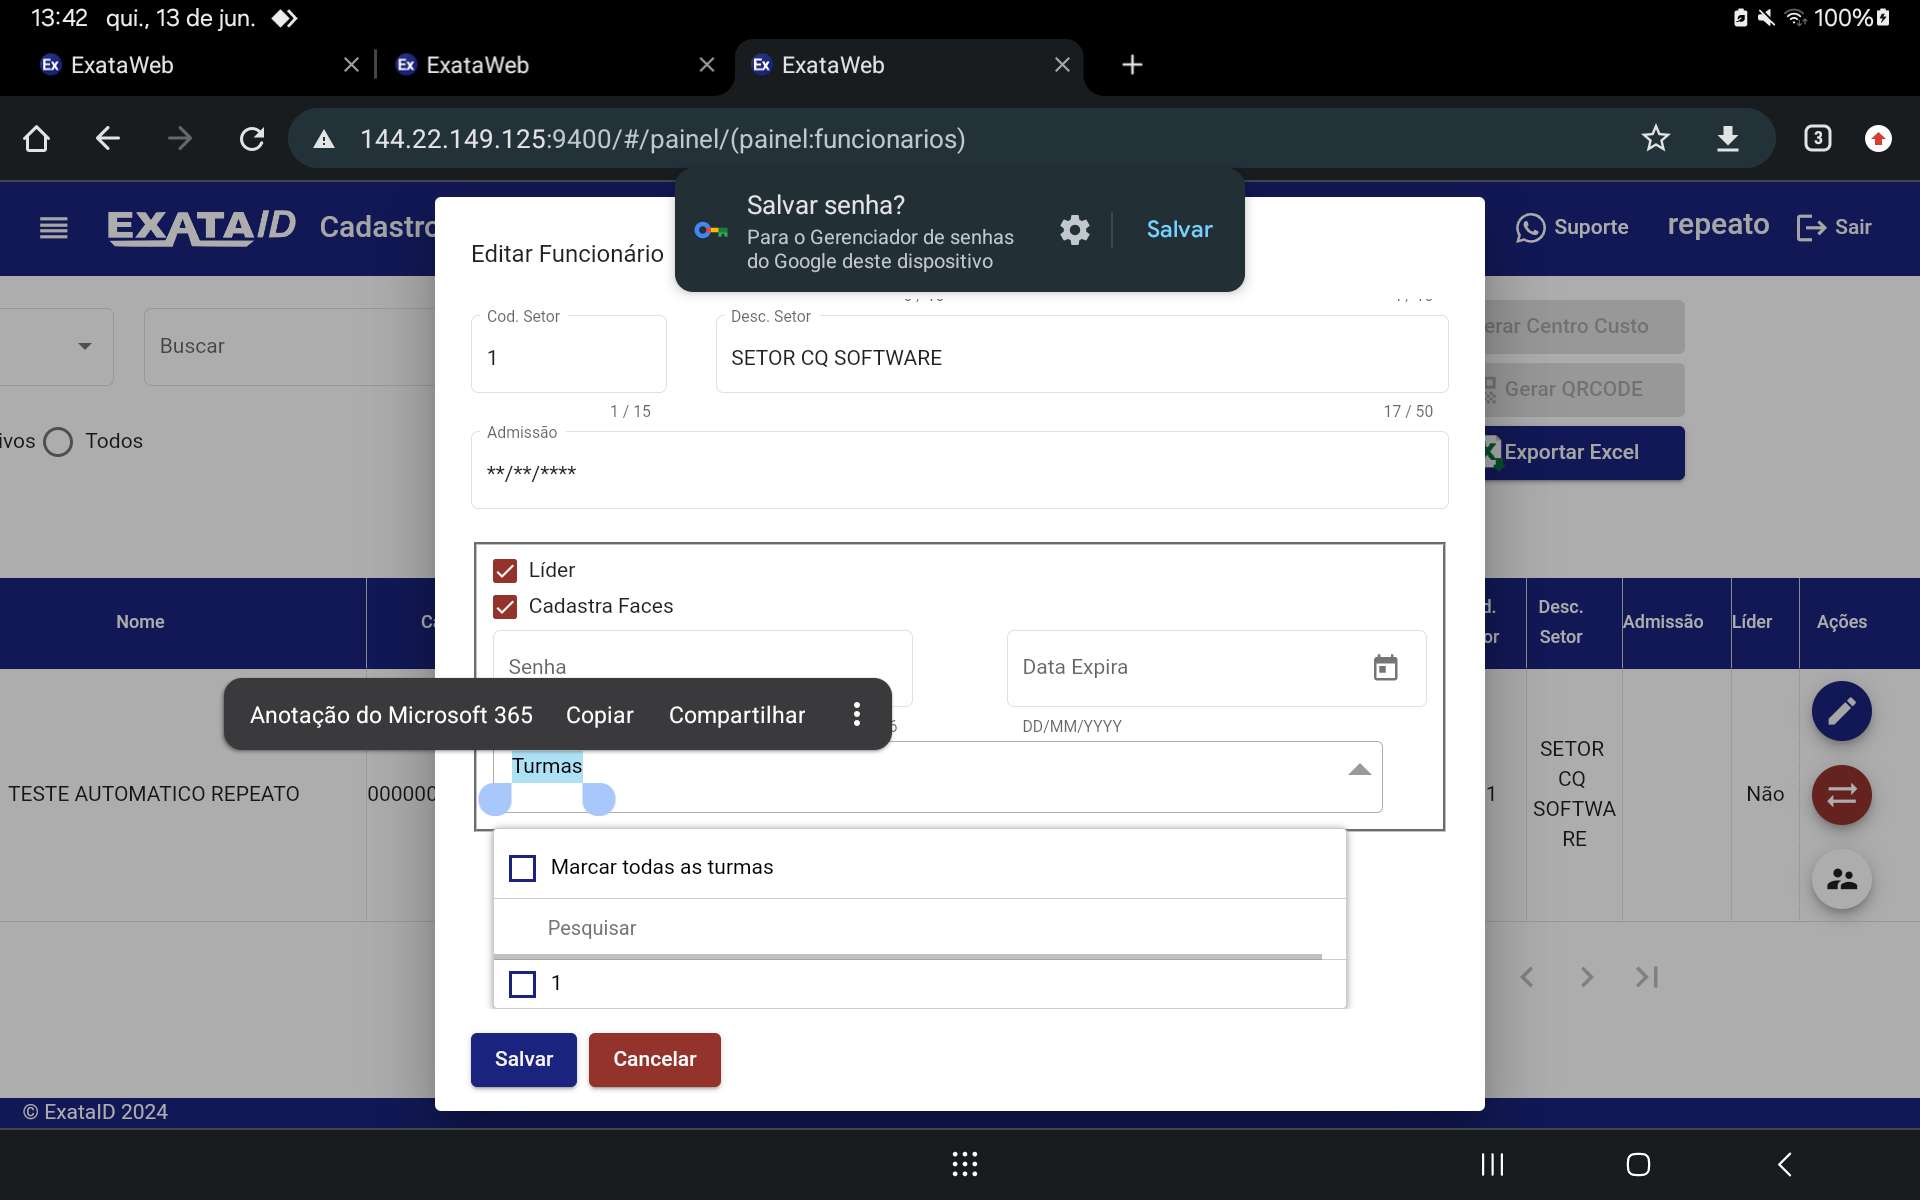 13:42 qui., 13 de jun. 100%
ExataWeb ExataWeb ExataWeb
144.22.149.125:9400/#/painel/(painel:funcionarios) 3
Salvar senha?
Para o Gerenciador de senhas
do Google deste dispositivo
Salvar
EXATAID Cadastro
Suporte repeato Sair
Editar Funcionário
Buscar
ivos Todos
erar Centro Custo
Gerar QRCODE
Exportar Excel
Cod. Setor
1
1 / 15
Desc. Setor
SETOR CQ SOFTWARE
17 / 50
Admissão
**/**/****
Líder
Cadastra Faces
Senha
Data Expira
DD/MM/YYYY
Anotação do Microsoft 365 Copiar Compartilhar
Turmas
Marcar todas as turmas
Pesquisar
1
Salvar Cancelar
Nome
Desc.
Setor
Admissão
Líder
Ações
TESTE AUTOMATICO REPEATO
000000
1
SETOR
CQ
SOFTWA
RE
Não
© ExataID 2024